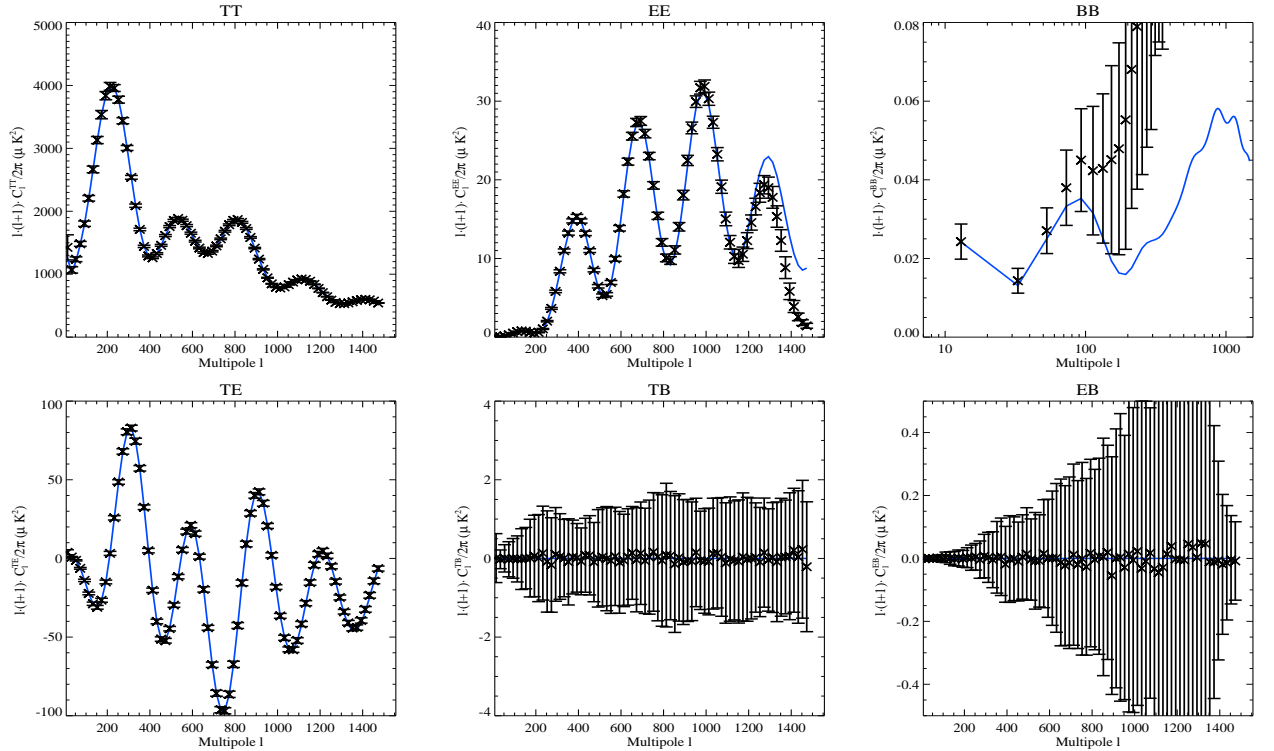 TT
l·(l+1)· C_l^TT/2π (μ K²)
5000
4000
3000
2000
1000
0
200 400 600 800 1000 1200 1400
Multipole l
EE
l·(l+1)· C_l^EE/2π (μ K²)
40
30
20
10
0
200 400 600 800 1000 1200 1400
Multipole l
BB
l·(l+1)· C_l^BB/2π (μ K²)
0.08
0.06
0.04
0.02
0.00
10 100 1000
Multipole l
TE
l·(l+1)· C_l^TE/2π (μ K²)
100
50
0
-50
-100
200 400 600 800 1000 1200 1400
Multipole l
TB
l·(l+1)· C_l^TB/2π (μ K²)
4
2
0
-2
-4
200 400 600 800 1000 1200 1400
Multipole l
EB
l·(l+1)· C_l^EB/2π (μ K²)
0.4
0.2
0.0
-0.2
-0.4
200 400 600 800 1000 1200 1400
Multipole l